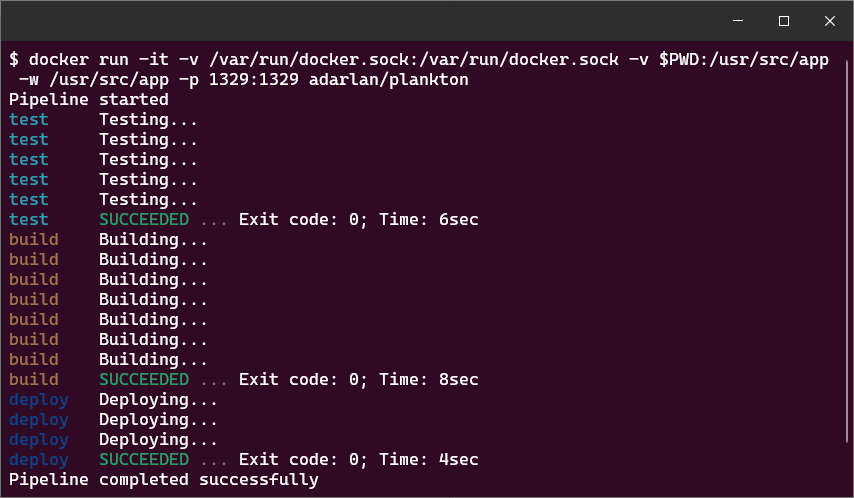 $ docker run -it -v /var/run/docker.sock:/var/run/docker.sock -v $PWD:/usr/src/app
-w /usr/src/app -p 1329:1329 adarlan/plankton
Pipeline started
test Testing...
test Testing...
test Testing...
test Testing...
test Testing...
test SUCCEEDED ... Exit code: 0; Time: 6sec
build Building...
build Building...
build Building...
build Building...
build Building...
build Building...
build Building...
build SUCCEEDED ... Exit code: 0; Time: 8sec
deploy Deploying...
deploy Deploying...
deploy Deploying...
deploy SUCCEEDED ... Exit code: 0; Time: 4sec
Pipeline completed successfully